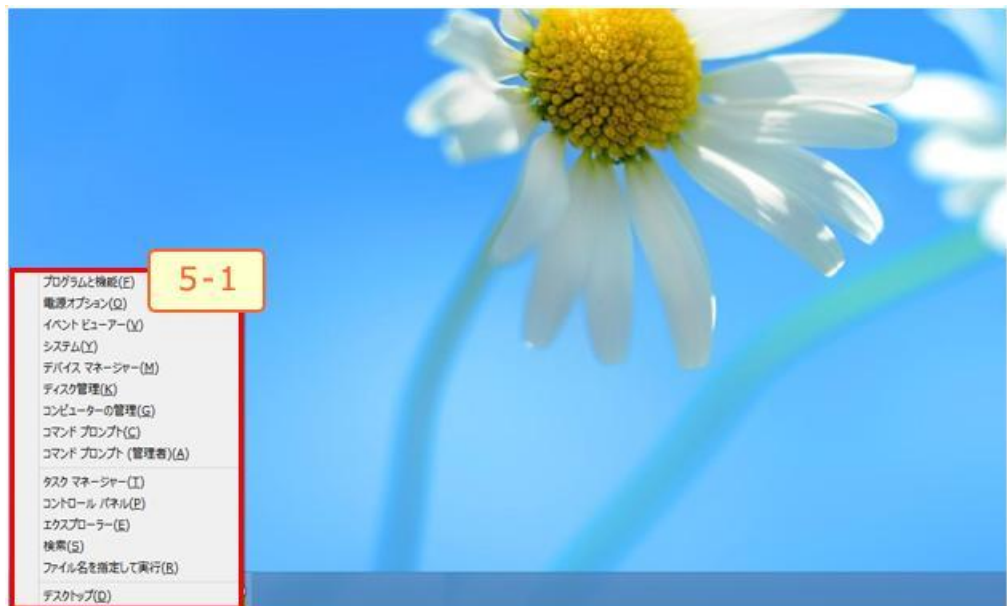 5-1
プログラムと機能(F)
電源オプション(O)
イベント ビューアー(V)
システム(Y)
デバイス マネージャー(M)
ディスク管理(K)
コンピューターの管理(G)
コマンド プロンプト(C)
コマンド プロンプト (管理者)(A)
タスク マネージャー(T)
コントロール パネル(P)
エクスプローラー(E)
検索(S)
ファイル名を指定して実行(R)
デスクトップ(D)